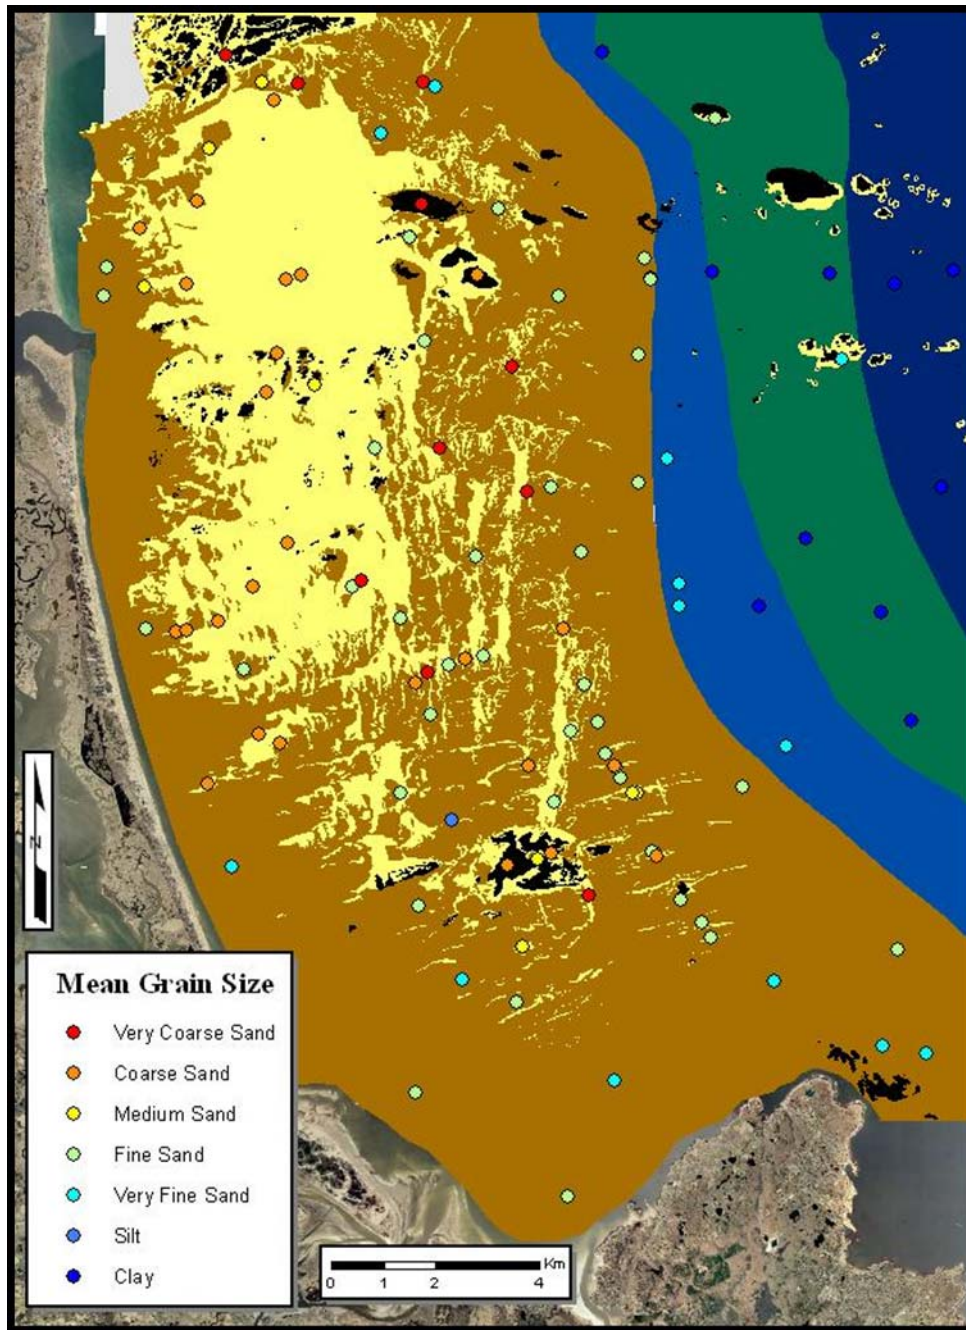 N
Mean Grain Size
Very Coarse Sand
Coarse Sand
Medium Sand
Fine Sand
Very Fine Sand
Silt
Clay
Km
0 1 2 4